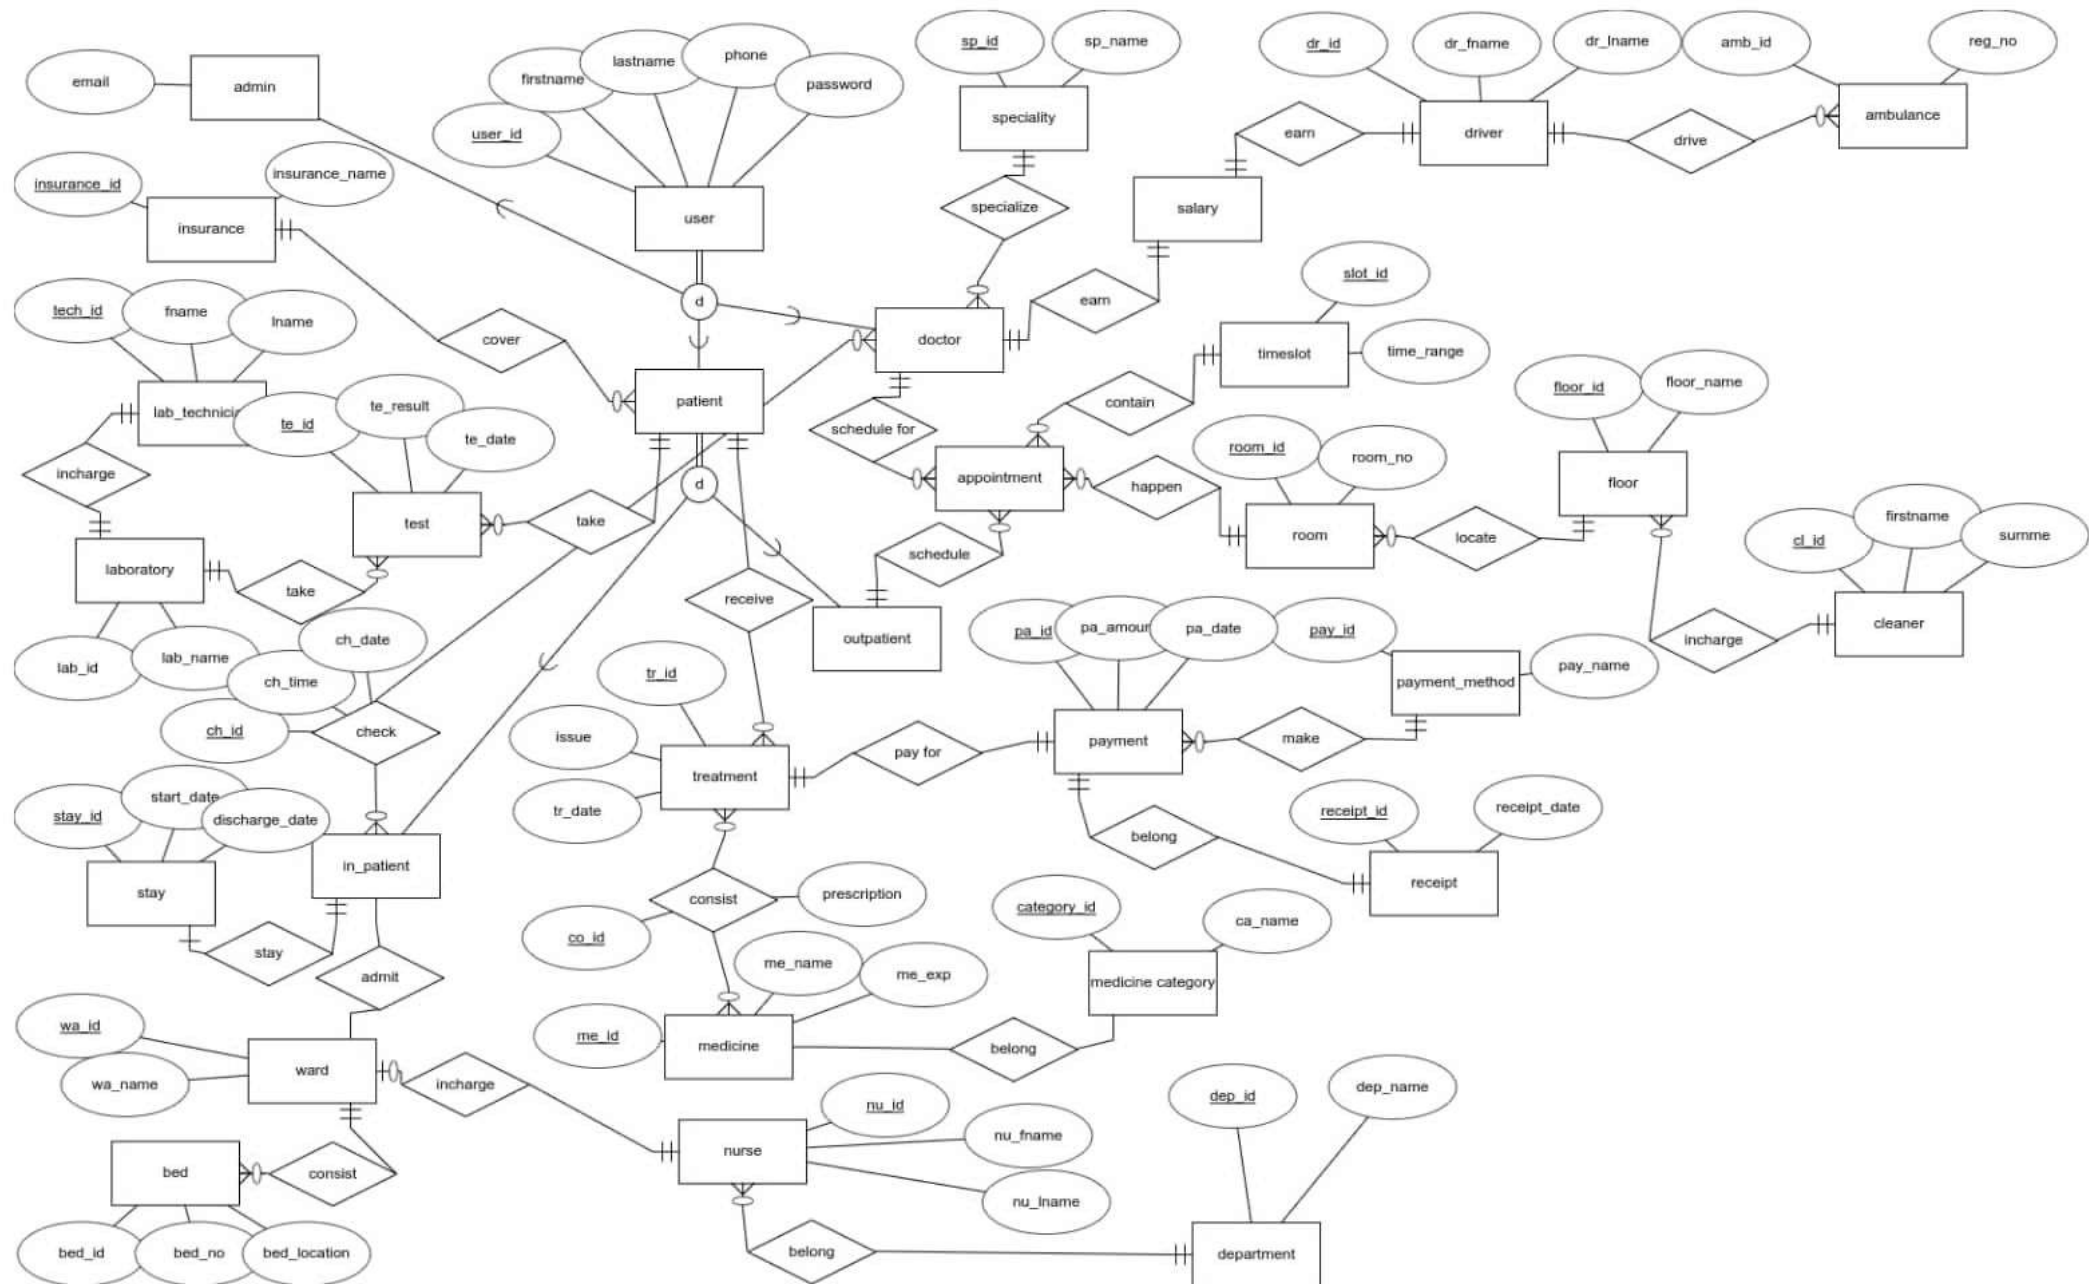 sp_id
sp_name
dr_id
dr_fname
dr_lname
amb_id
reg_no
email
admin
firstname
lastname
phone
password
user_id
speciality
earn
driver
drive
ambulance
insurance_id
insurance_name
insurance
user
specialize
salary
tech_id
fname
lname
d
earn
slot_id
cover
doctor
timeslot
time_range
lab_technicia
te_id
te_result
te_date
patient
contain
floor_id
floor_name
schedule for
room_id
room_no
incharge
d
appointment
happen
floor
test
take
room
locate
cl_id
firstname
surnme
laboratory
take
receive
schedule
outpatient
pa_id
pa_amour
pa_date
pay_id
incharge
cleaner
lab_id
lab_name
ch_date
ch_time
tr_id
payment_method
pay_name
ch_id
check
issue
treatment
pay for
payment
make
stay_id
start_date
discharge_date
tr_date
belong
receipt_id
receipt_date
stay
in_patient
consist
prescription
co_id
category_id
ca_name
receipt
stay
admit
me_name
me_exp
medicine category
wa_id
wa_name
ward
incharge
me_id
medicine
belong
nu_id
nu_fname
nu_lname
nurse
dep_id
dep_name
bed
consist
bed_id
bed_no
bed_location
belong
department